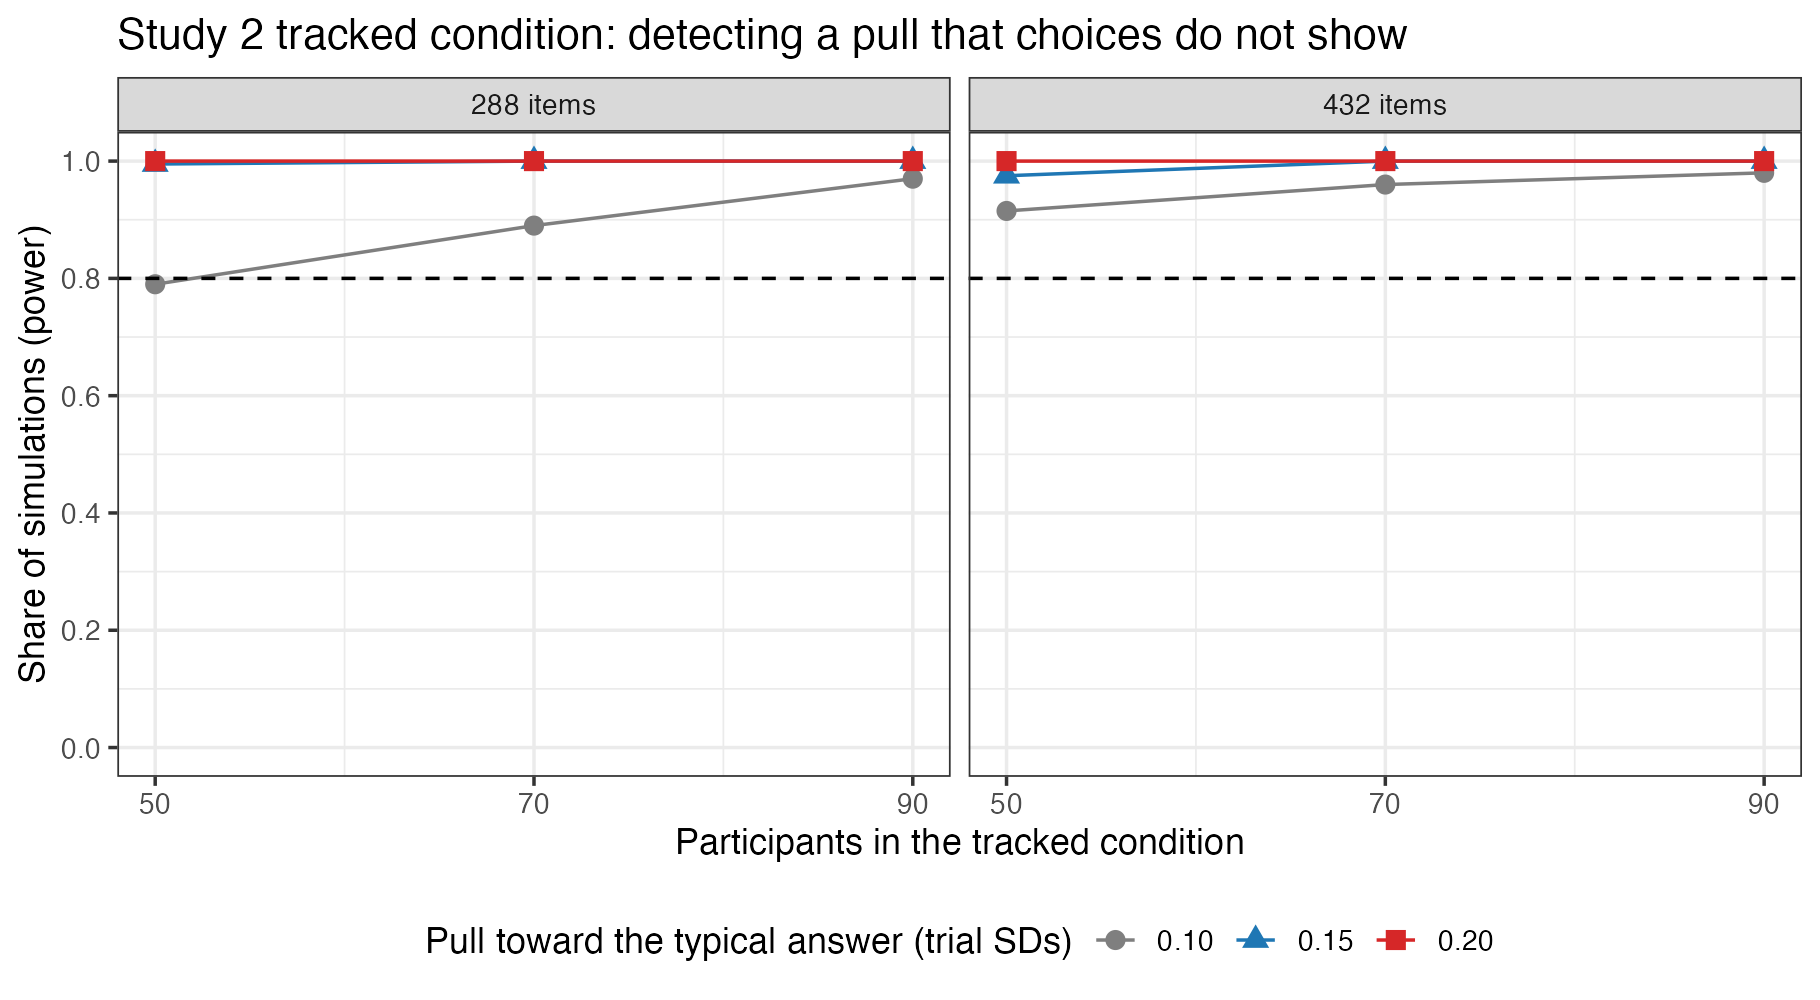 Study 2 tracked condition: detecting a pull that choices do not show
288 items
432 items
Share of simulations (power)
1.0
0.8
0.6
0.4
0.2
0.0
50 70 90
50 70 90
Participants in the tracked condition
Pull toward the typical answer (trial SDs) 0.10 0.15 0.20